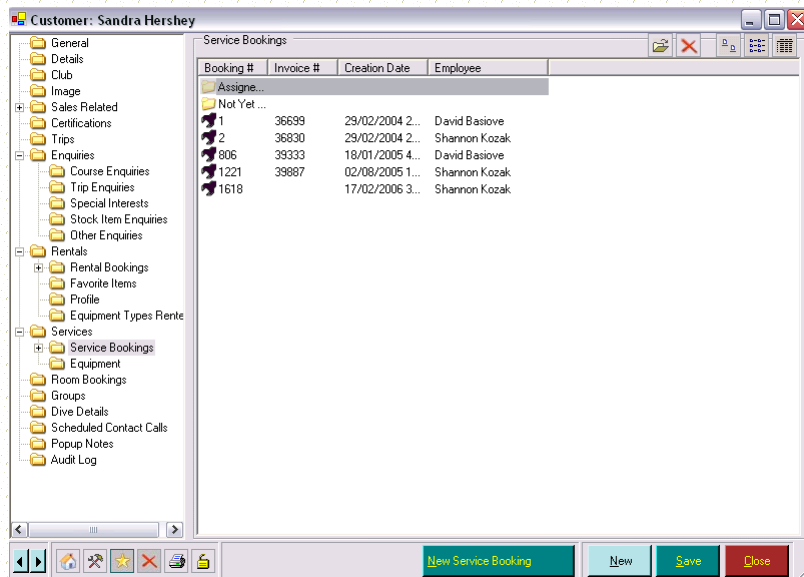 Customer: Sandra Hershey
General
Details
Club
Image
Sales Related
Certifications
Trips
Enquiries
Course Enquiries
Trip Enquiries
Special Interests
Stock Item Enquiries
Other Enquiries
Rentals
Rental Bookings
Favorite Items
Profile
Equipment Types Rente
Services
Service Bookings
Equipment
Room Bookings
Groups
Dive Details
Scheduled Contact Calls
Popup Notes
Audit Log
Service Bookings
Booking # Invoice # Creation Date Employee
Assigne...
Not Yet ...
1 36699 29/02/2004 2... David Basiove
2 36830 29/02/2004 2... Shannon Kozak
806 39333 18/01/2005 4... David Basiove
1221 39887 02/08/2005 1... Shannon Kozak
1618 17/02/2006 3... Shannon Kozak
New Service Booking New Save Close